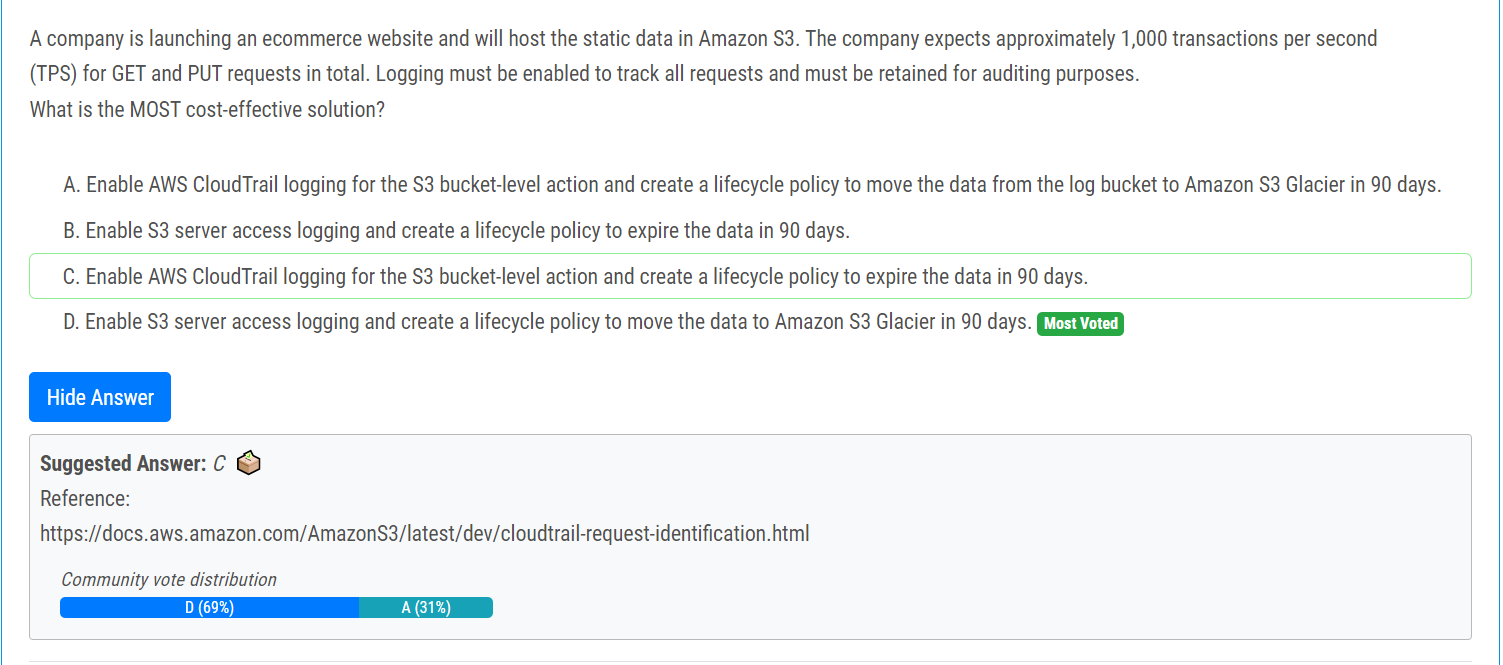 A company is launching an ecommerce website and will host the static data in Amazon S3. The company expects approximately 1,000 transactions per second
(TPS) for GET and PUT requests in total. Logging must be enabled to track all requests and must be retained for auditing purposes.
What is the MOST cost-effective solution?
A. Enable AWS CloudTrail logging for the S3 bucket-level action and create a lifecycle policy to move the data from the log bucket to Amazon S3 Glacier in 90 days.
B. Enable S3 server access logging and create a lifecycle policy to expire the data in 90 days.
C. Enable AWS CloudTrail logging for the S3 bucket-level action and create a lifecycle policy to expire the data in 90 days.
D. Enable S3 server access logging and create a lifecycle policy to move the data to Amazon S3 Glacier in 90 days. Most Voted
Hide Answer
Suggested Answer: C
Reference:
https://docs.aws.amazon.com/AmazonS3/latest/dev/cloudtrail-request-identification.html
Community vote distribution
D (69%) A (31%)